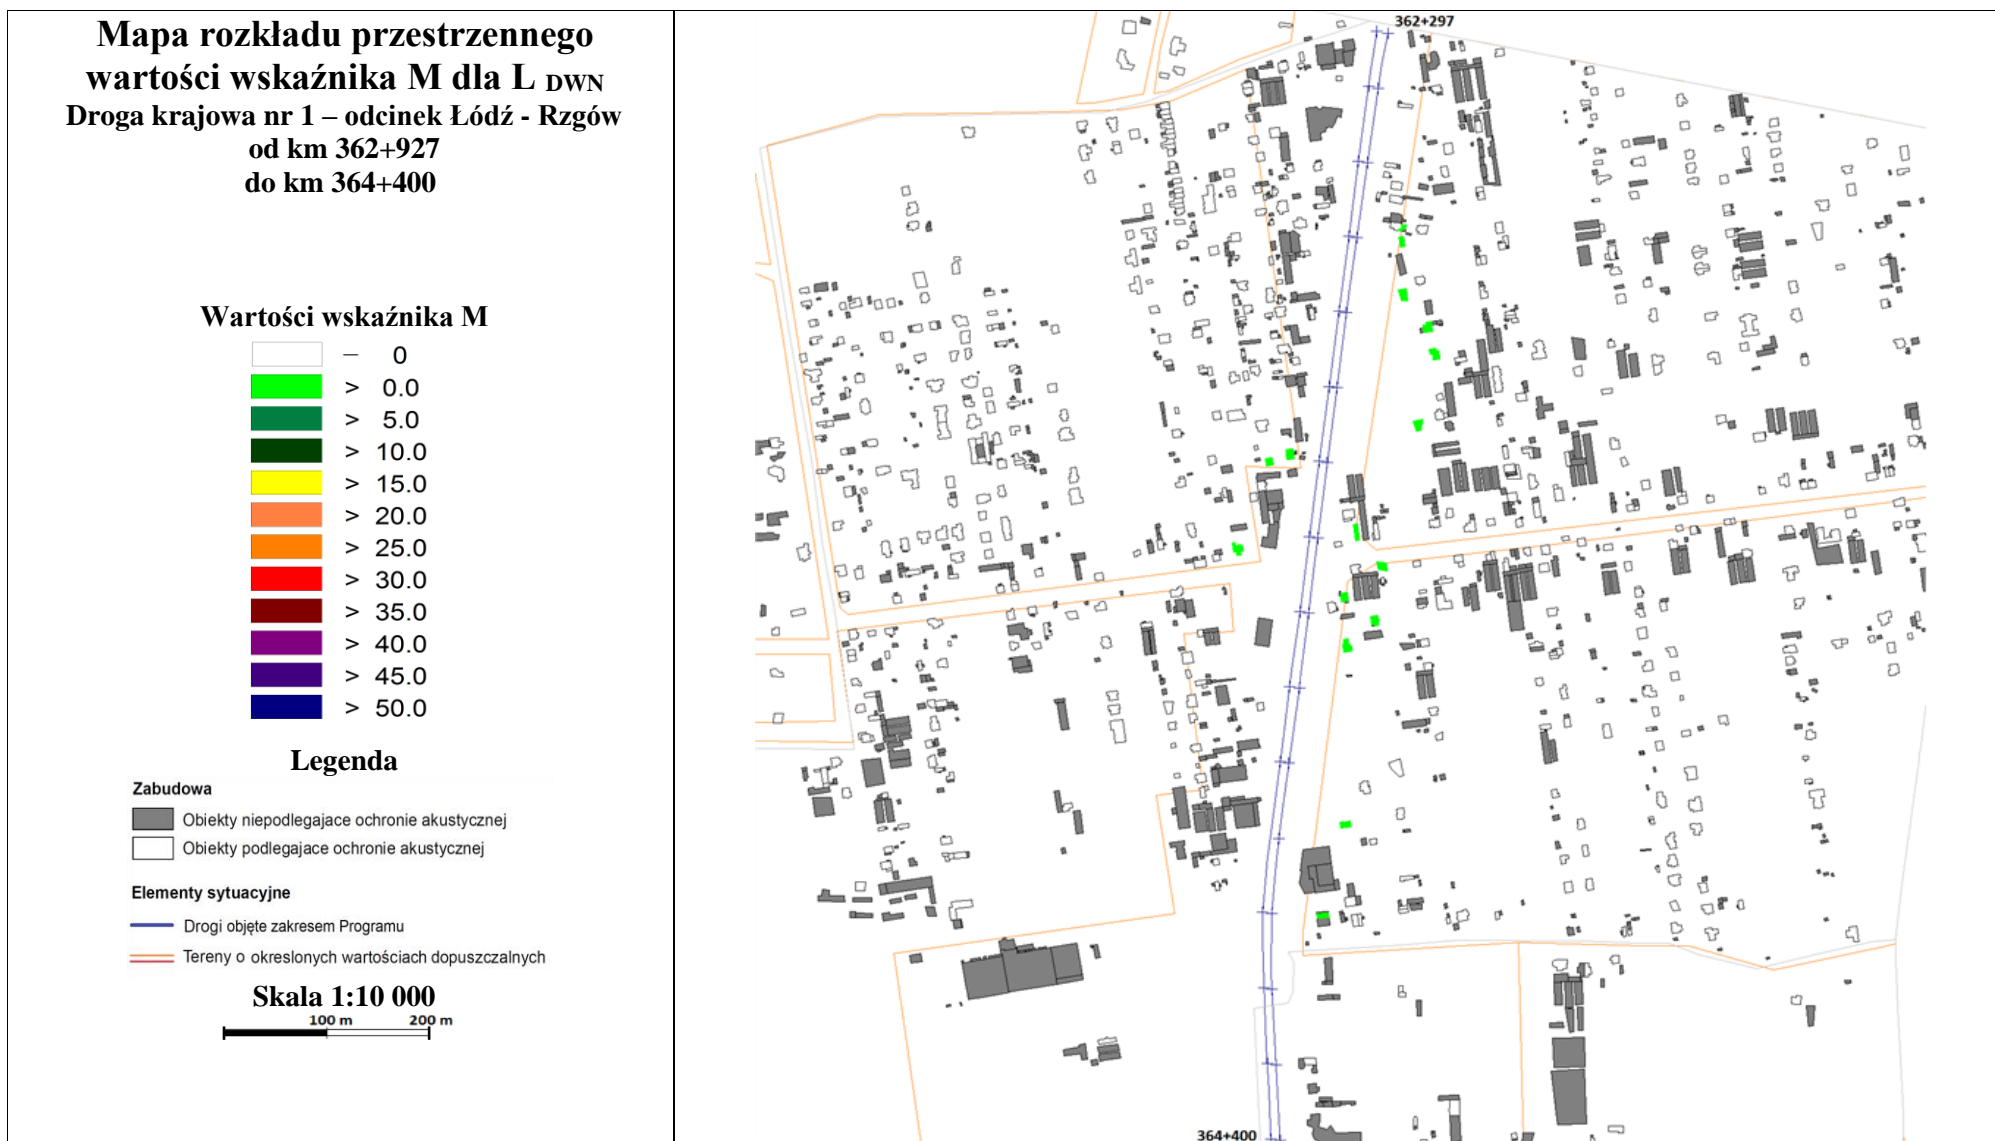 Mapa rozkładu przestrzennego
wartości wskaźnika M dla L DWN
Droga krajowa nr 1 – odcinek Łódź - Rzgów
od km 362+927
do km 364+400
Wartości wskaźnika M
– 0
> 0.0
> 5.0
> 10.0
> 15.0
> 20.0
> 25.0
> 30.0
> 35.0
> 40.0
> 45.0
> 50.0
Legenda
Zabudowa
Obiekty niepodlegajace ochronie akustycznej
Obiekty podlegajace ochronie akustycznej
Elementy sytuacyjne
Drogi objęte zakresem Programu
Tereny o okreslonych wartościach dopuszczalnych
Skala 1:10 000
100 m 200 m
362+297
364+400